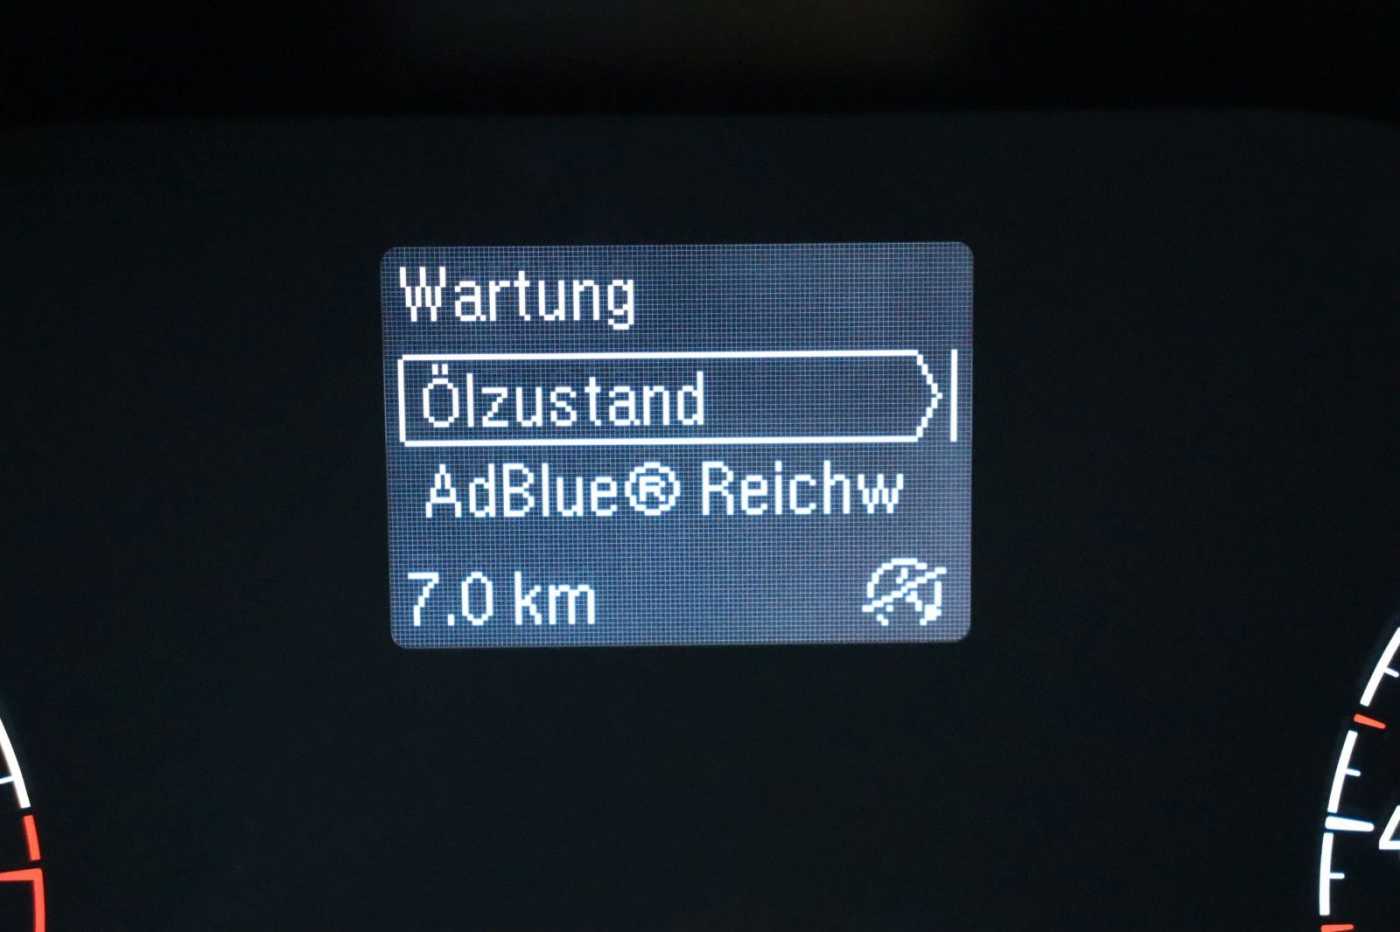 Wartung
Ölzustand
AdBlue® Reichw
7.0 km